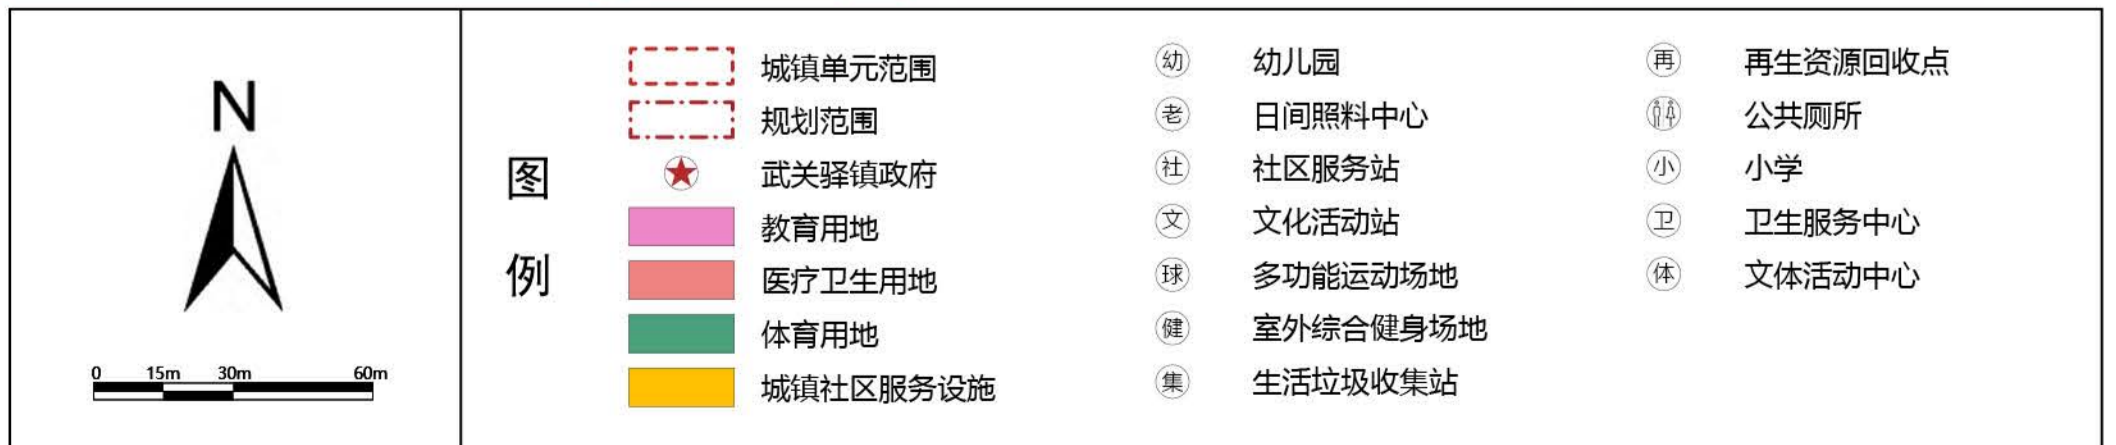 N
0 15m 30m 60m
图例
城镇单元范围
规划范围
武关驿镇政府
教育用地
医疗卫生用地
体育用地
城镇社区服务设施
幼 幼儿园
老 日间照料中心
社 社区服务站
文 文化活动站
球 多功能运动场地
健 室外综合健身场地
集 生活垃圾收集站
再 再生资源回收点
公共厕所
小 小学
卫 卫生服务中心
体 文体活动中心